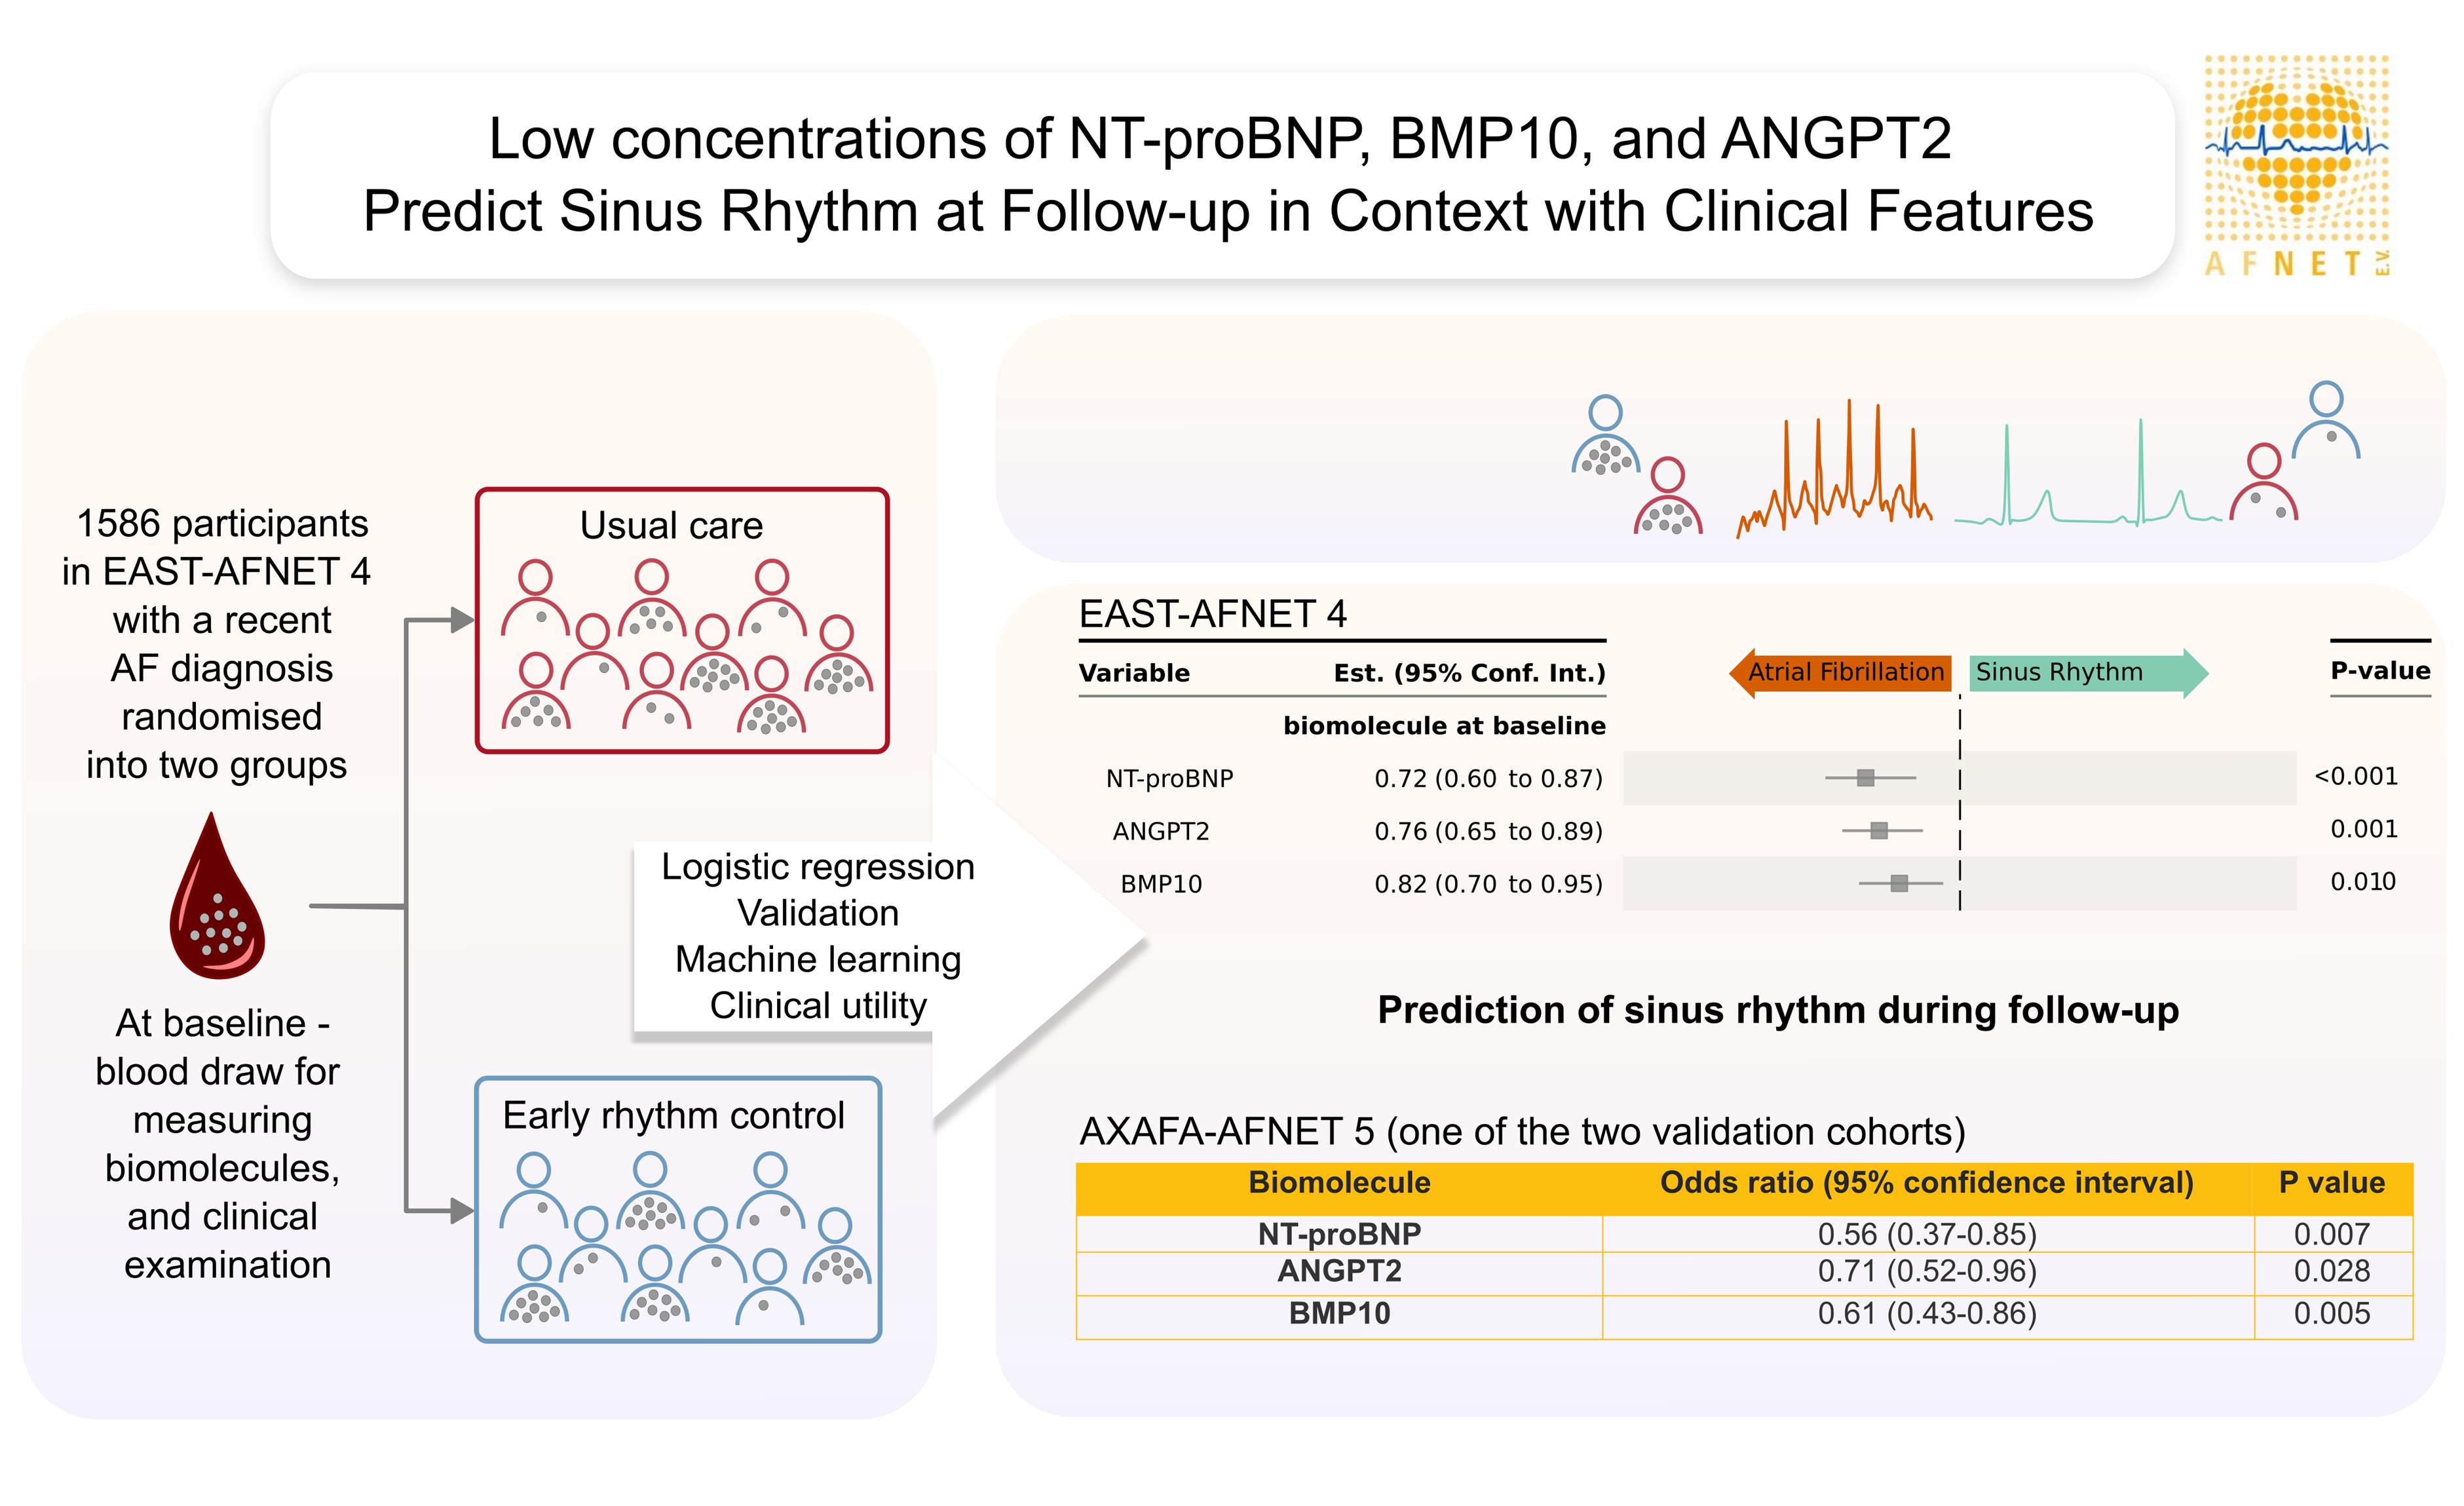 Low concentrations of NT-proBNP, BMP10, and ANGPT2
Predict Sinus Rhythm at Follow-up in Context with Clinical Features
AFNET E.V.
1586 participants
in EAST-AFNET 4
with a recent
AF diagnosis
randomised
into two groups
At baseline -
blood draw for
measuring
biomolecules,
and clinical
examination
Usual care
Early rhythm control
Logistic regression
Validation
Machine learning
Clinical utility
EAST-AFNET 4
Variable Est. (95% Conf. Int.) Atrial Fibrillation Sinus Rhythm P-value
biomolecule at baseline
NT-proBNP 0.72 (0.60 to 0.87) <0.001
ANGPT2 0.76 (0.65 to 0.89) 0.001
BMP10 0.82 (0.70 to 0.95) 0.010
Prediction of sinus rhythm during follow-up
AXAFA-AFNET 5 (one of the two validation cohorts)
Biomolecule Odds ratio (95% confidence interval) P value
NT-proBNP 0.56 (0.37-0.85) 0.007
ANGPT2 0.71 (0.52-0.96) 0.028
BMP10 0.61 (0.43-0.86) 0.005